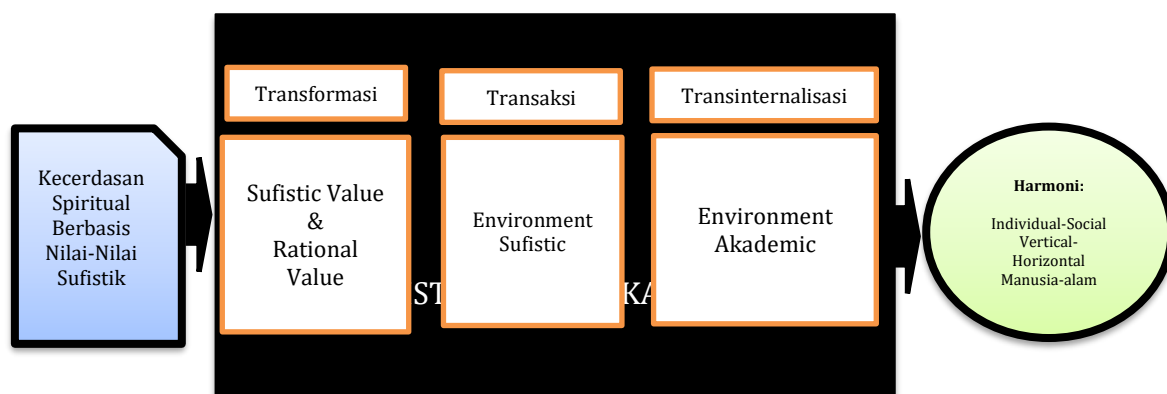 Kecerdasan
Spiritual
Berbasis
Nilai-Nilai
Sufistik
Transformasi
Sufistic Value
&
Rational
Value
Transaksi
Environment
Sufistic
Transinternalisasi
Environment
Akademic
Harmoni:
Individual-Social
Vertical-
Horizontal
Manusia-alam